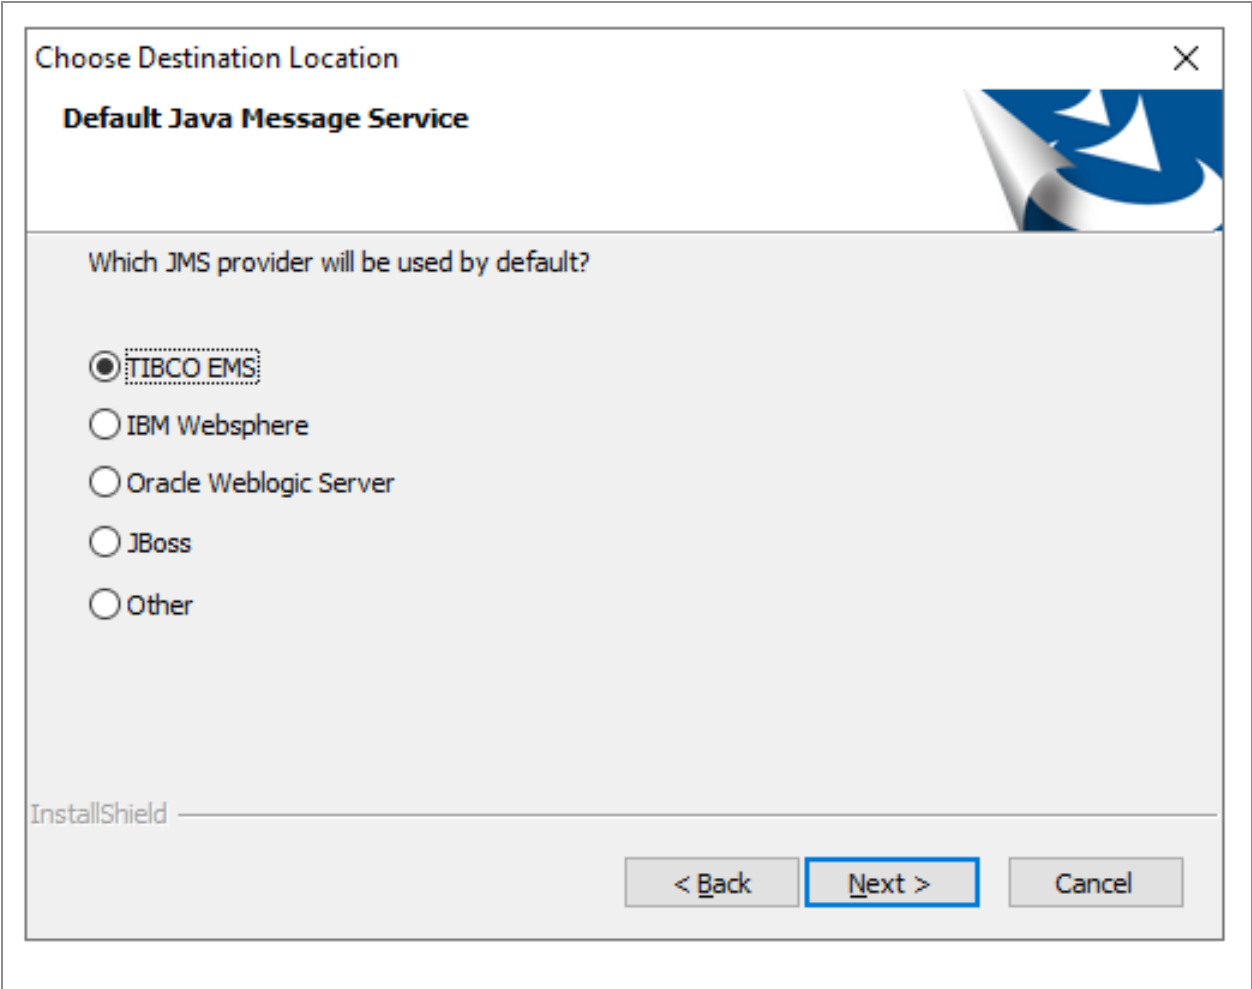 Choose Destination Location
Default Java Message Service
Which JMS provider will be used by default?
TIBCO EMS
IBM Websphere
Oracle Weblogic Server
JBoss
Other
InstallShield
< Back
Next >
Cancel